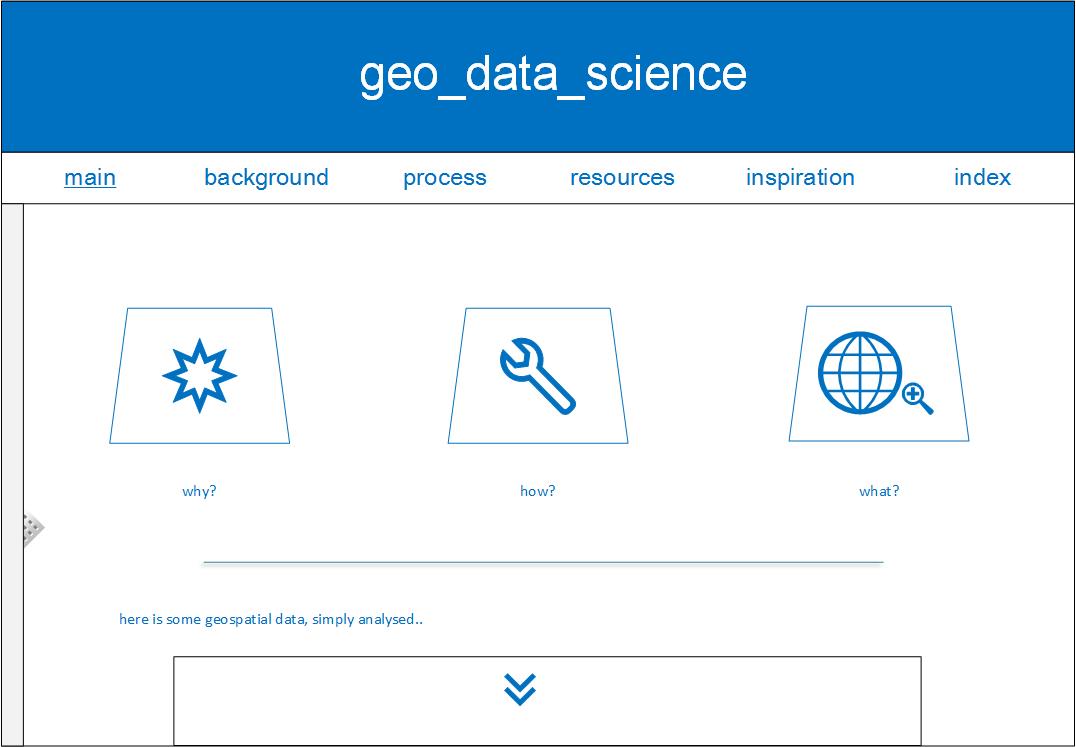 geo_data_science
main background process resources inspiration index
why? how? what?
here is some geospatial data, simply analysed..